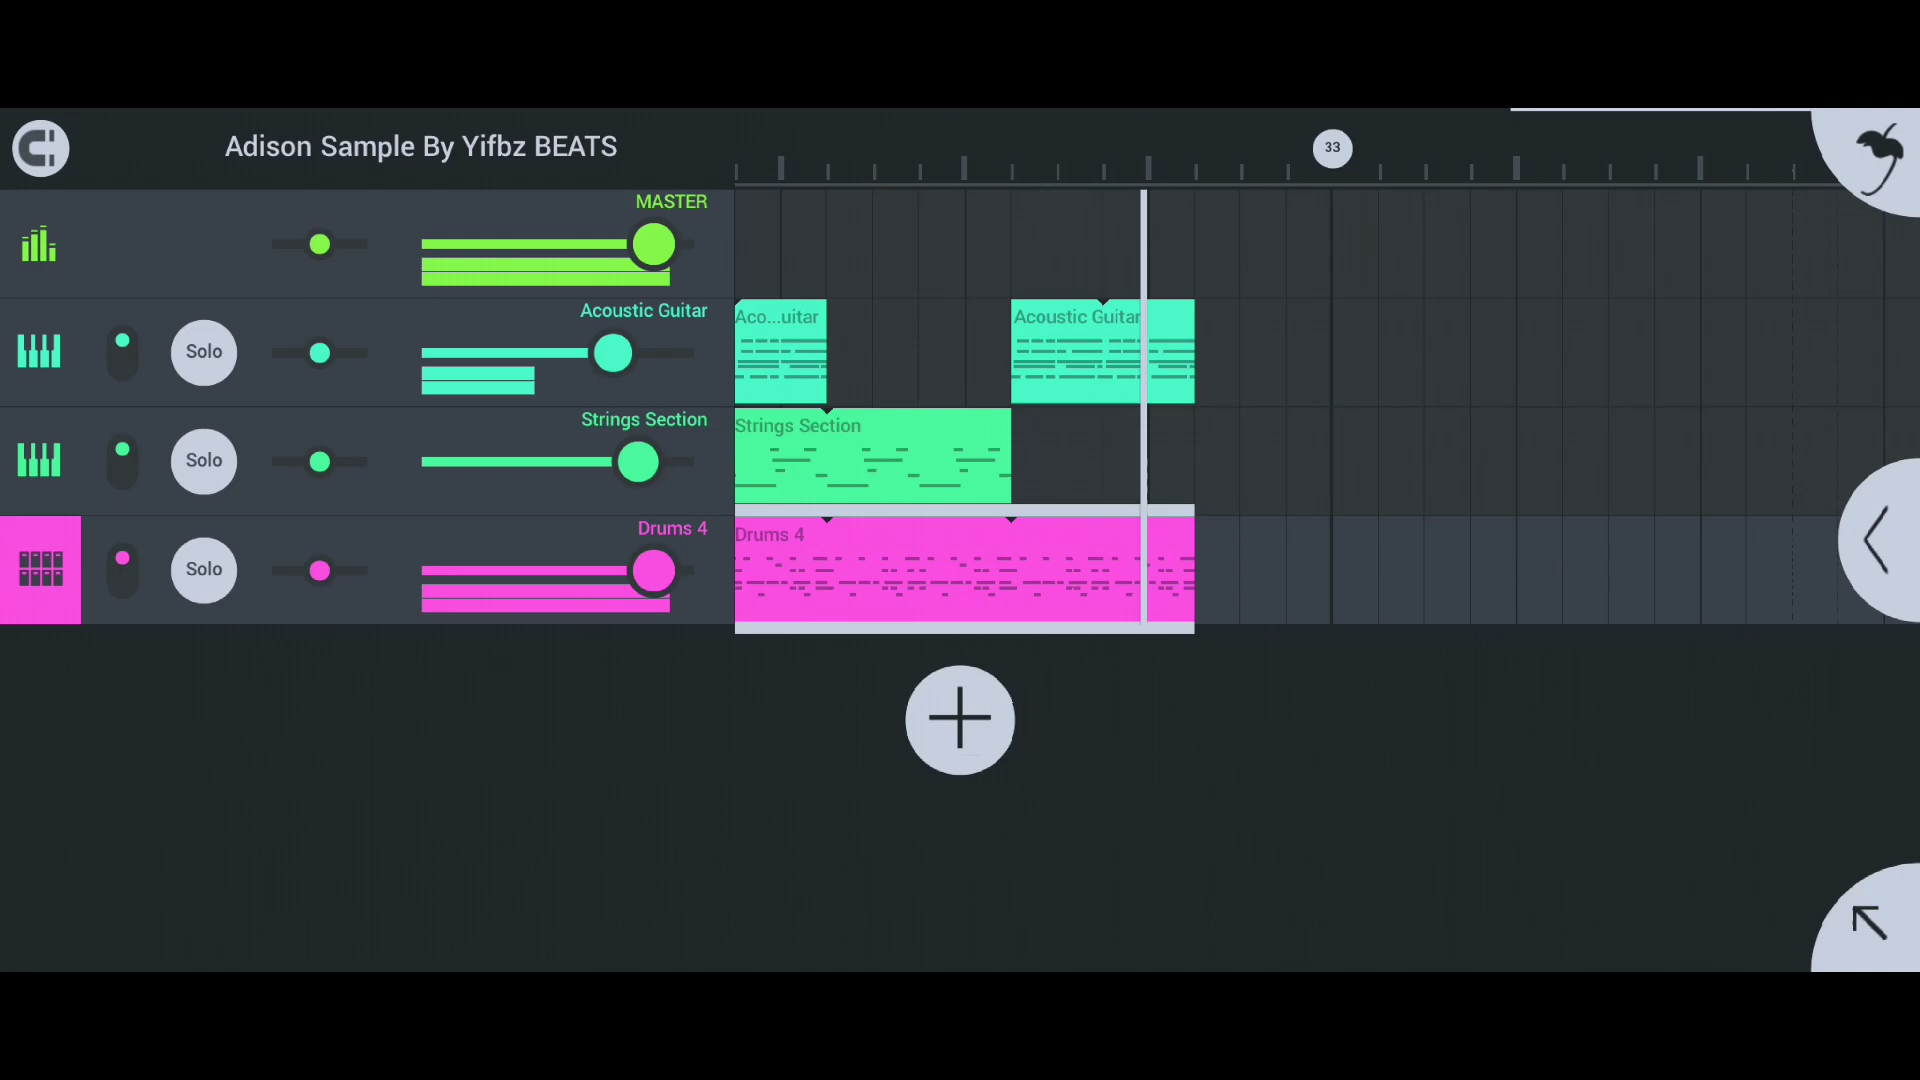 Adison Sample By Yifbz BEATS
33
MASTER
Acoustic Guitar
Solo
Aco...uitar
Acoustic Guitar
Strings Section
Solo
Strings Section
Drums 4
Solo
Drums 4